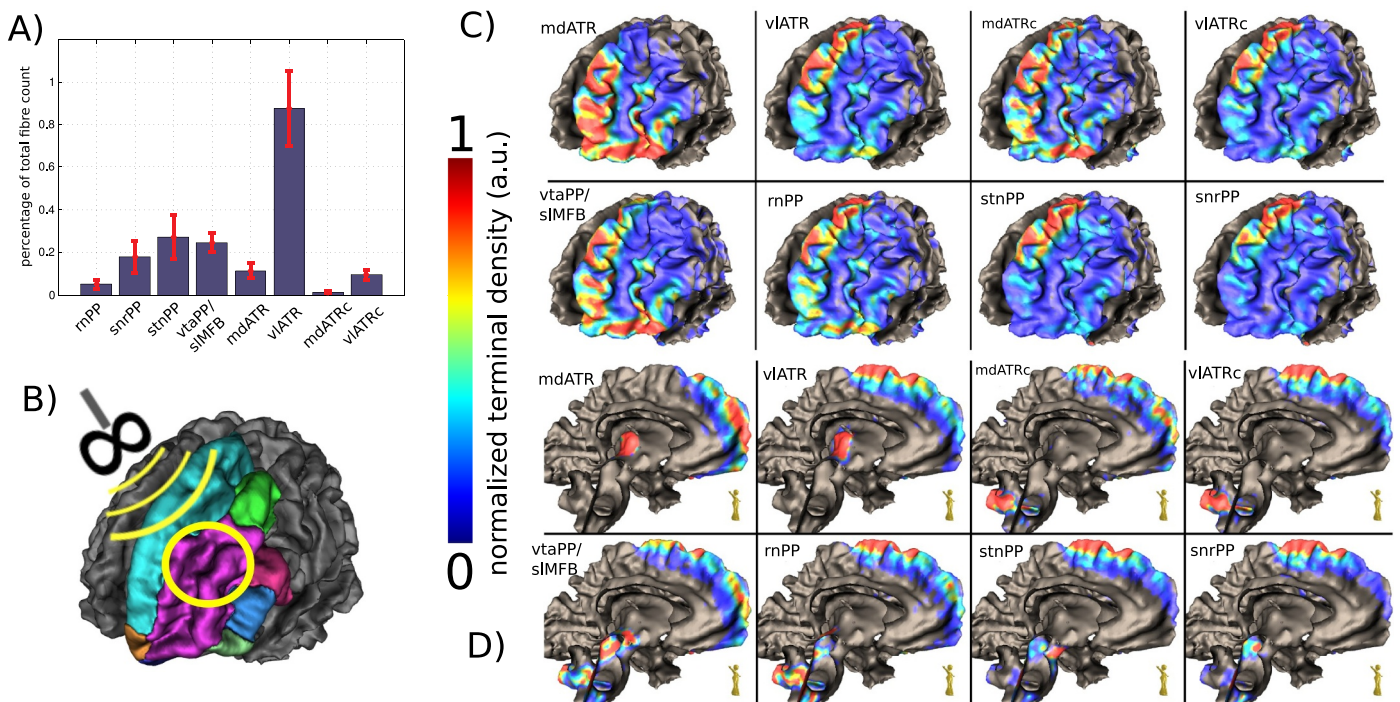 A)
percentage of total fibre count
1
0.8
0.6
0.4
0.2
0
rnPP
snrPP
stnPP
vtaPP/
slMFB
mdATR
vlATR
mdATRc
vlATRc
B)
1
normalized terminal density (a.u.)
0
C)
mdATR
vlATR
mdATRc
vlATRc
vtaPP/
slMFB
rnPP
stnPP
snrPP
mdATR
vlATR
mdATRc
vlATRc
vtaPP/
slMFB
rnPP
stnPP
snrPP
D)